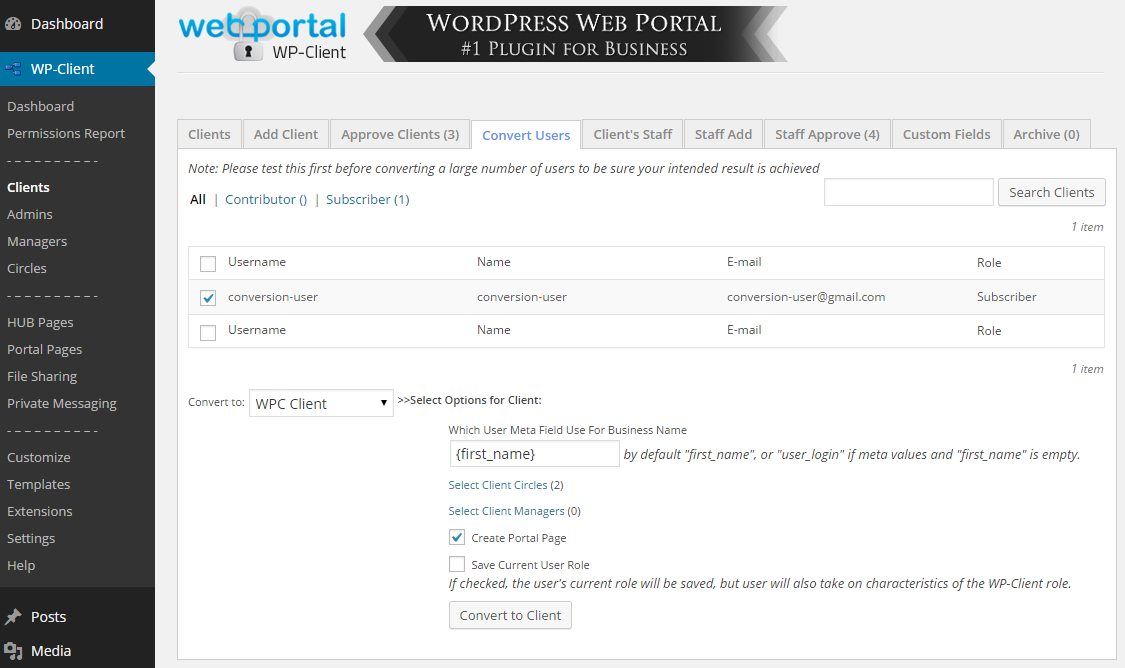 Dashboard
WP-Client
Dashboard
Permissions Report
- - - - - - - - - -
Clients
Admins
Managers
Circles
- - - - - - - - - -
HUB Pages
Portal Pages
File Sharing
Private Messaging
- - - - - - - - - -
Customize
Templates
Extensions
Settings
Help
Posts
Media
web portal
WP-Client
WORDPRESS WEB PORTAL
#1 PLUGIN FOR BUSINESS
Clients Add Client Approve Clients (3) Convert Users Client's Staff Staff Add Staff Approve (4) Custom Fields Archive (0)
Note: Please test this first before converting a large number of users to be sure your intended result is achieved
All | Contributor () | Subscriber (1) Search Clients
1 item
Username Name E-mail Role
conversion-user conversion-user conversion-user@gmail.com Subscriber
Username Name E-mail Role
1 item
Convert to: WPC Client >>Select Options for Client:
Which User Meta Field Use For Business Name
{first_name} by default "first_name", or "user_login" if meta values and "first_name" is empty.
Select Client Circles (2)
Select Client Managers (0)
Create Portal Page
Save Current User Role
If checked, the user's current role will be saved, but user will also take on characteristics of the WP-Client role.
Convert to Client